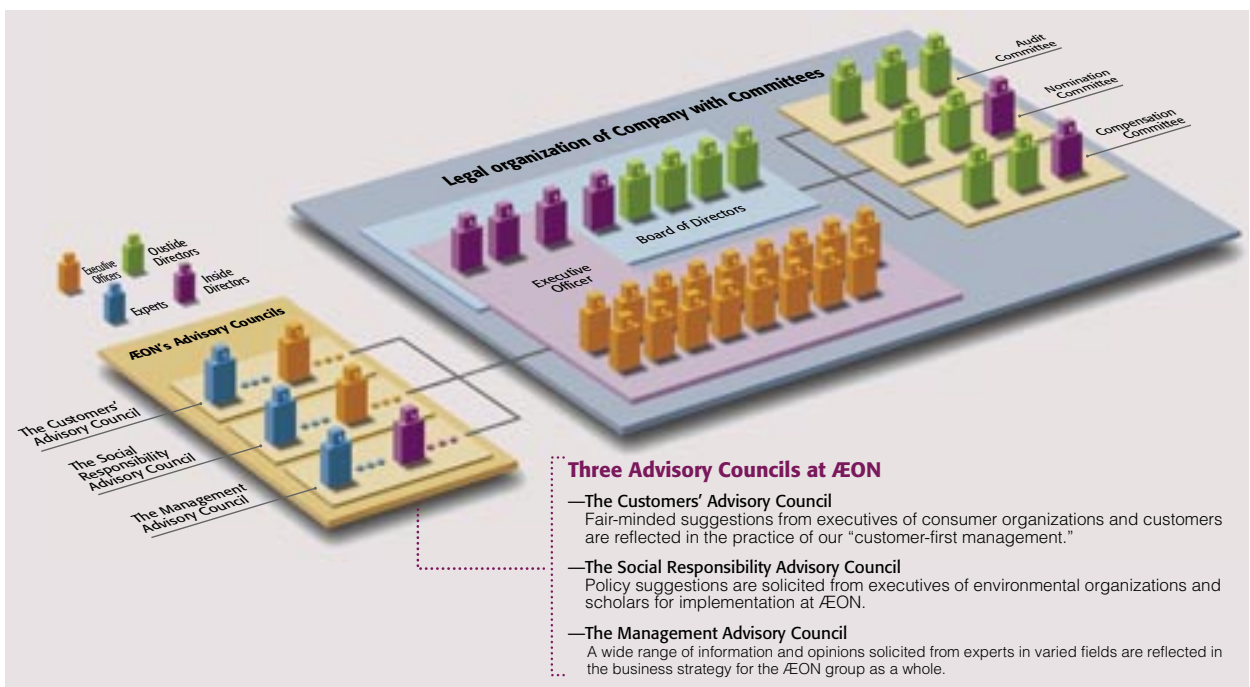 Legal organization of Company with Committees
Audit
Committee
Nomination
Committee
Compensation
Committee
Board of Directors
Executive
Officer
Executive
Officers
Oustide
Directors
Experts
Inside
Directors
ÆON's Advisory Councils
The Customers'
Advisory Council
The Social
Responsibility
Advisory Council
The Management
Advisory Council
Three Advisory Councils at ÆON
—The Customers' Advisory Council
Fair-minded suggestions from executives of consumer organizations and customers
are reflected in the practice of our “customer-first management.”
—The Social Responsibility Advisory Council
Policy suggestions are solicited from executives of environmental organizations and
scholars for implementation at ÆON.
—The Management Advisory Council
A wide range of information and opinions solicited from experts in varied fields are reflected in
the business strategy for the ÆON group as a whole.